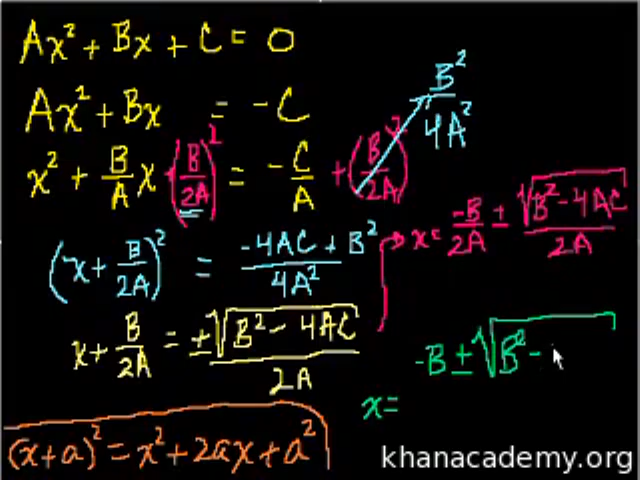 Ax² + Bx + C = 0
Ax² + Bx = -C
x² + B/A x + (B/2A)² = -C/A + (B/2A)²
B²/4A²
(x + B/2A)² = (-4AC + B²)/4A²
x = -B/2A ± √(B² - 4AC)/2A
x + B/2A = ±√(B² - 4AC)/2A
x = -B ± √(B² -
(x + a)² = x² + 2ax + a²
khanacademy.org